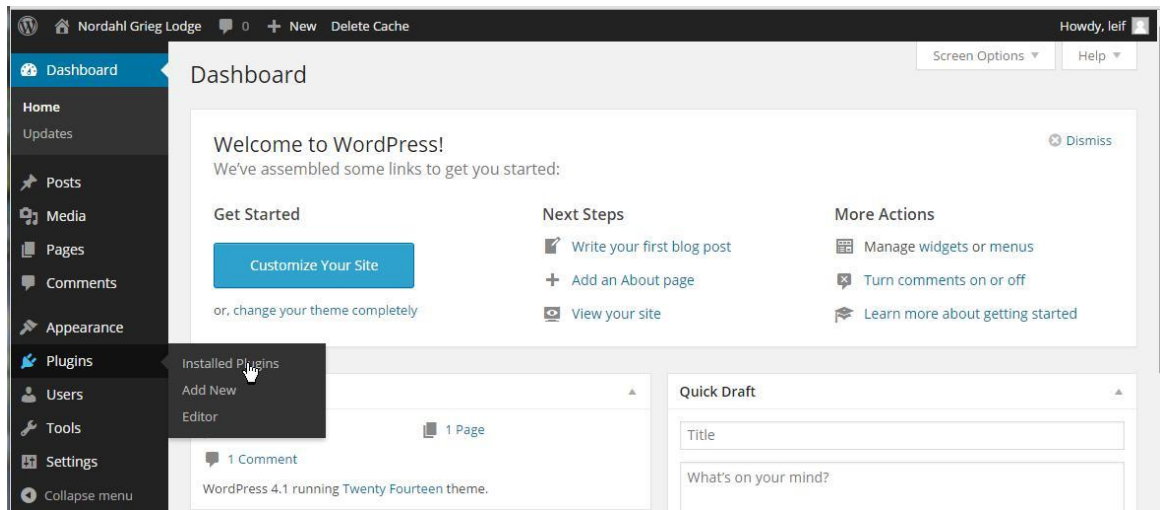 Nordahl Grieg Lodge 0 + New Delete Cache Howdy, leif
Screen Options Help
Dashboard
Home
Updates
Posts
Media
Pages
Comments
Appearance
Plugins
Users
Tools
Settings
Collapse menu
Installed Plugins
Add New
Editor
Dashboard
Welcome to WordPress!
We've assembled some links to get you started:
Dismiss
Get Started
Customize Your Site
or, change your theme completely
Next Steps
Write your first blog post
Add an About page
View your site
More Actions
Manage widgets or menus
Turn comments on or off
Learn more about getting started
1 Page
1 Comment
WordPress 4.1 running Twenty Fourteen theme.
Quick Draft
Title
What's on your mind?